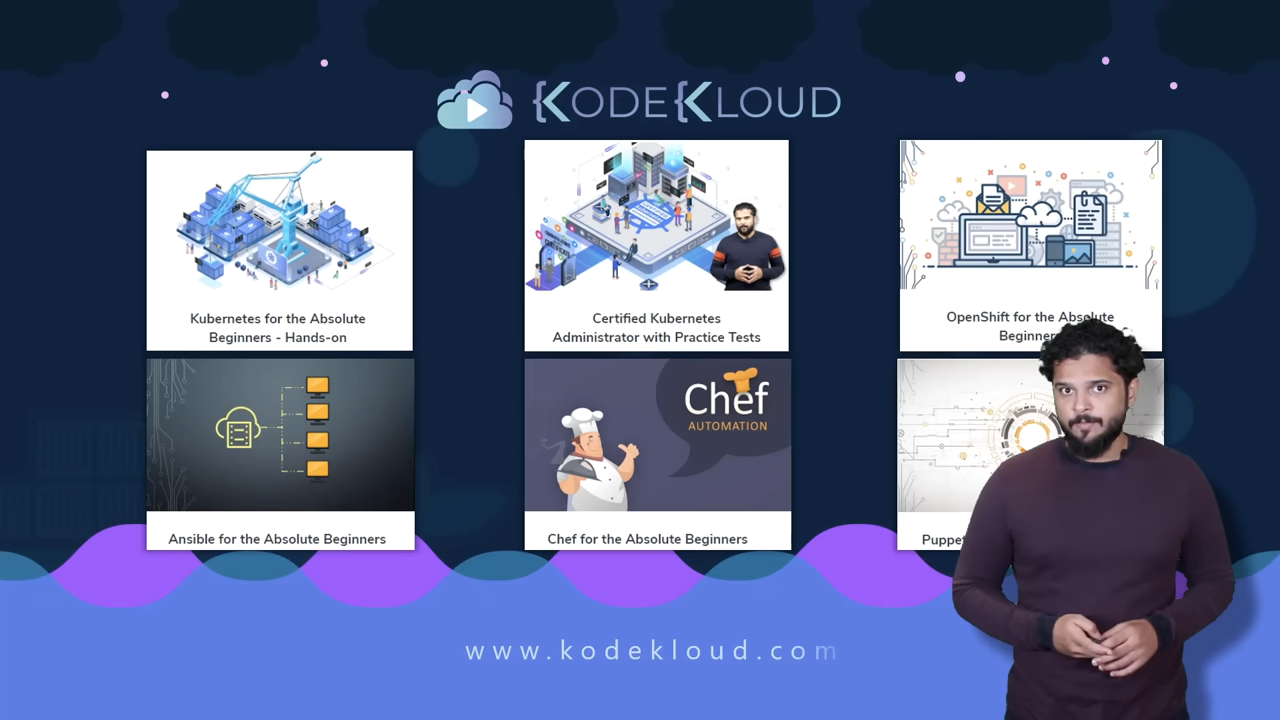 KODEKLOUD
Kubernetes for the Absolute
Beginners - Hands-on
Certified Kubernetes
Administrator with Practice Tests
OpenShift for the Absolute
Beginners
Chef
AUTOMATION
Ansible for the Absolute Beginners
Chef for the Absolute Beginners
Puppet
www.kodekloud.com